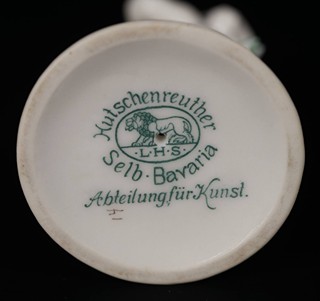 Hutschenreuther
L·H·S·
Selb·Bavaria
Abteilung für Kunst.